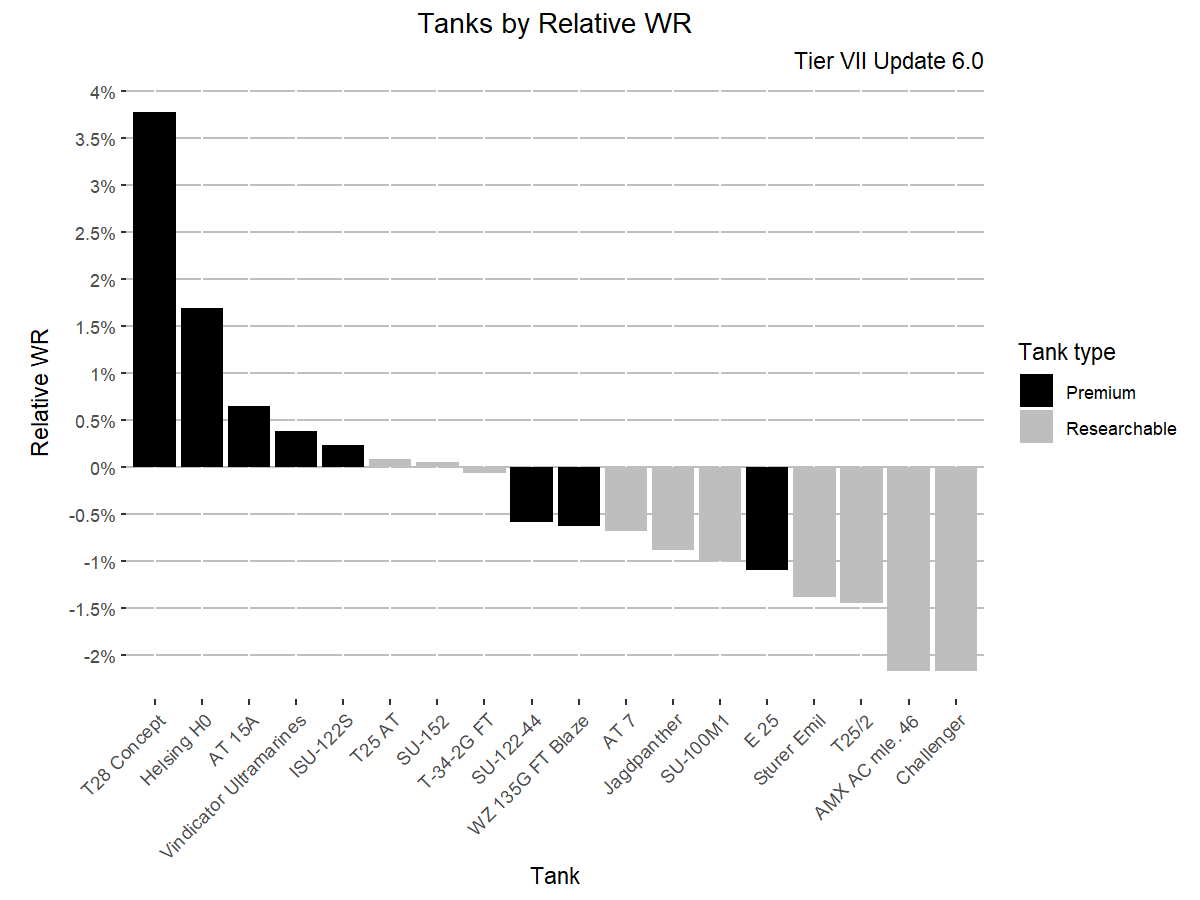 Tanks by Relative WR
Tier VII Update 6.0
4%
3.5%
3%
2.5%
2%
1.5%
1%
0.5%
0%
-0.5%
-1%
-1.5%
-2%
Relative WR
T28 Concept
Helsing H0
AT 15A
Vindicator Ultramarines
ISU-122S
T25 AT
SU-152
T-34-2G FT
SU-122-44
WZ 135G FT Blaze
AT 7
Jagdpanther
SU-100M1
E 25
Sturer Emil
T25/2
AMX AC mle. 46
Challenger
Tank
Tank type
Premium
Researchable